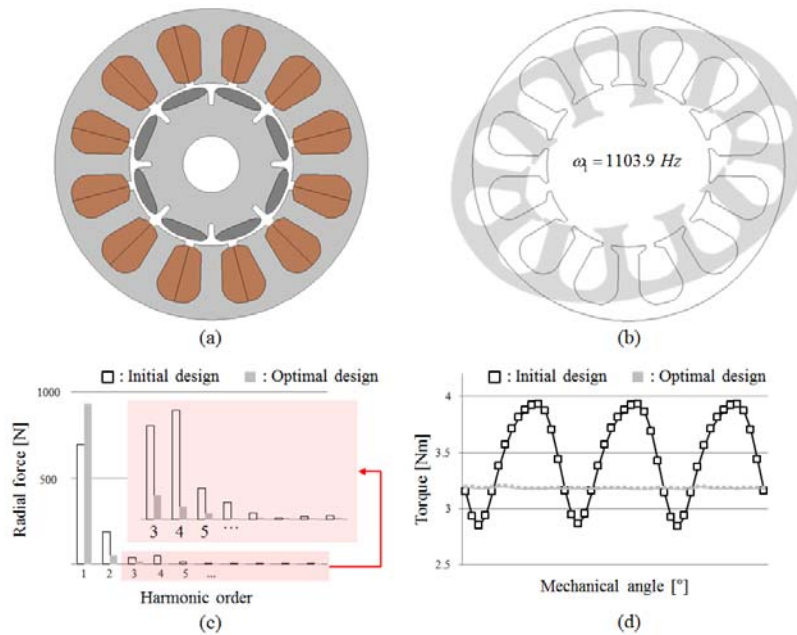 ω₁ = 1103.9 Hz
(a)
(b)
: Initial design : Optimal design
1000
500
Radial force [N]
3 4 5 ...
1 2 3 4 5 ...
Harmonic order
(c)
: Initial design : Optimal design
4
3.5
3
2.5
Torque [Nm]
Mechanical angle [°]
(d)